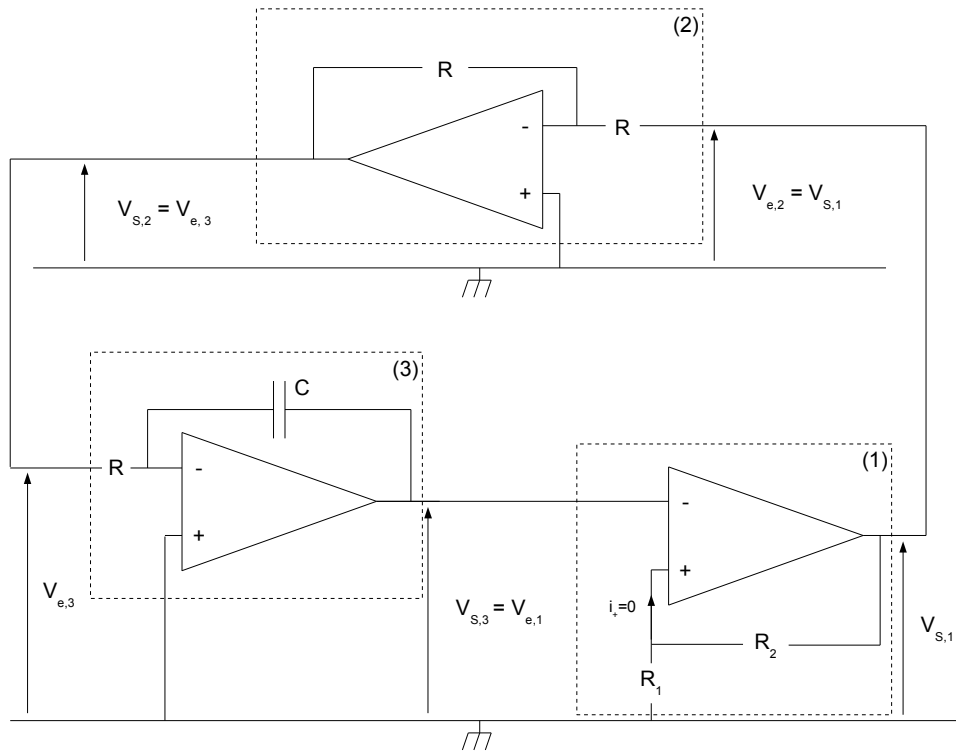 (2)
R
-
R
+
V_S,2 = V_e, 3
V_e,2 = V_S,1
(3)
C
R
-
+
V_e,3
V_S,3 = V_e,1
(1)
-
+
i_+=0
R_2
R_1
V_S,1